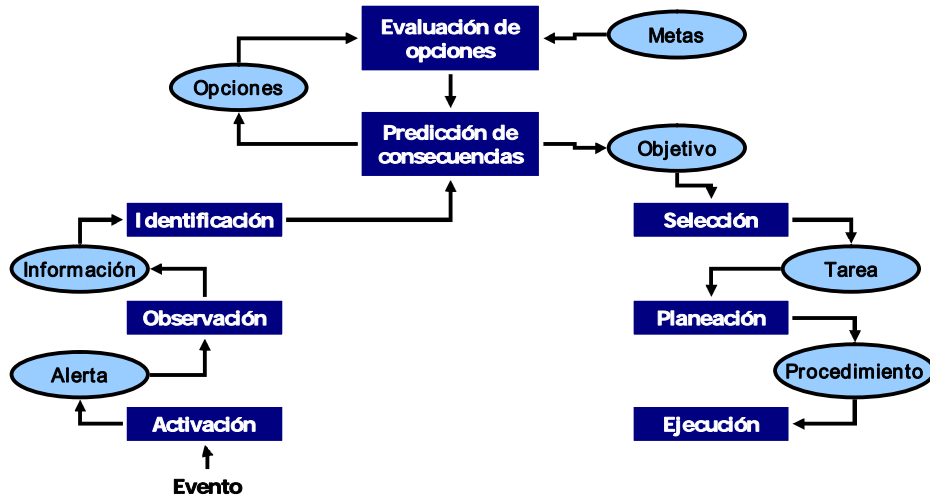 Evaluación de
opciones
Metas
Opciones
Predicción de
consecuencias
Objetivo
Identificación
Selección
Información
Tarea
Observación
Planeación
Alerta
Procedimiento
Activación
Ejecución
Evento